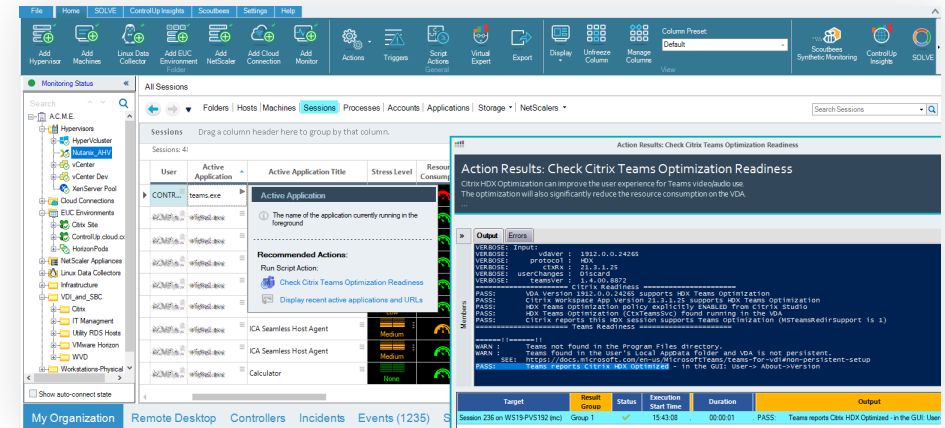 File Home SOLVE ControlUp Insights Scoutbees Settings Help
Add Hypervisor
Add Machines
Linux Data Collector
Add EUC Environment
Add NetScaler
Add Cloud Connection
Add Monitor
Folder
Actions
Triggers
Script Actions
Virtual Expert
General
Export
Display
Unfreeze Column
Manage Columns
Column Preset:
Default
View
Scoutbees Synthetic Monitoring
ControlUp Insights
SOLVE
Monitoring Status «
Search
A.C.M.E.
Hypervisors
HyperVcluster
Nutanix_AHV
vCenter
vCenter Dev
XenServer Pool
Cloud Connections
EUC Environments
Citrix Site
ControlUp.cloud.co
HorizonPods
NetScaler Appliances
Linux Data Collectors
Infrastructure
VDI_and_SBC
Citrix
IT Managment
Utility RDS Hosts
VMware Horizon
WVD
Workstations-Physical
Show auto-connect state
All Sessions
Folders | Hosts | Machines Sessions Processes | Accounts | Applications | Storage | NetScalers
Search Sessions
Sessions Drag a column header here to group by that column.
Sessions:
User Active Application Active Application Title Stress Level
CONTR... teams.exe
Active Application
The name of the application currently running in the foreground
Recommended Actions:
Run Script Action:
Check Citrix Teams Optimization Readiness
Display recent active applications and URLs
Low
ICA Seamless Host Agent Medium
ICA Seamless Host Agent Medium
Calculator None
Action Results: Check Citrix Teams Optimization Readiness
Action Results: Check Citrix Teams Optimization Readiness
Citrix HDX Optimization can improve the user experience for Teams video/audio use.
The optimization will also significantly reduce the resource consumption on the VDA.
...
» Output Errors
Members
VERBOSE: Input:
VERBOSE: vdaVer : 1912.0.0.24265
VERBOSE: protocol : HDX
VERBOSE: ctxRx : 21.3.1.25
VERBOSE: userChanges : Discard
VERBOSE: teamsver : 1.4.00.8872
====================== Citrix Readiness ======================
PASS: VDA Version 1912.0.0.24265 supports HDX Teams Optimization
PASS: Citrix Workspace App Version 21.3.1.25 supports HDX Teams Optimization
PASS: HDX Teams Optimization policy explicitly ENABLED from Citrix Studio
PASS: HDX Teams Optimization (CtxTeamsSvc) found running in the VDA
PASS: Citrix reports this HDX session supports Teams Optimization (MSTeamsRedirSupport is 1)
====================== Teams Readiness ======================
======!!======!!
WARN : Teams not found in the Program Files directory.
WARN : Teams found in the User's Local AppData folder and VDA is not persistent.
SEE: https://docs.microsoft.com/en-us/MicrosoftTeams/teams-for-vdi#non-persistent-setup
PASS: Teams reports Citrix HDX Optimized - in the GUI: User-> About->Version
Target Result Group Status Execution Start Time Duration Output
Session 236 on WS19-PVS192 (mc) Group 1 15:43:08 00:00:01 PASS: Teams reports Citrix HDX Optimized - in the GUI: User-
My Organization Remote Desktop Controllers Incidents Events (1235)